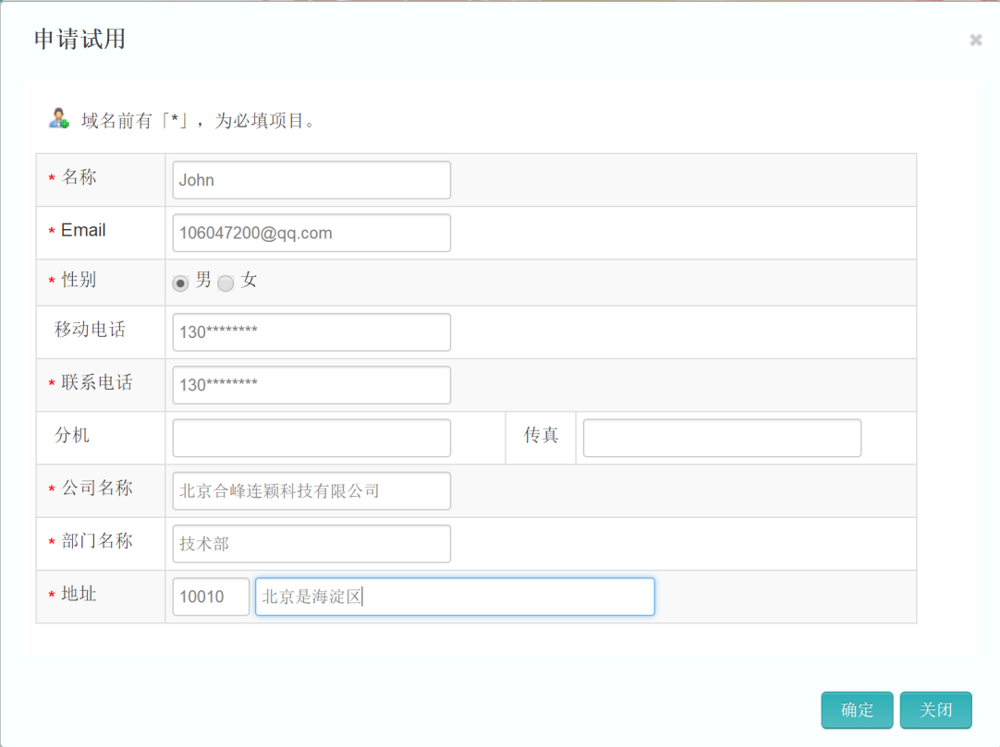 申请试用
域名前有「*」，为必填项目。
* 名称 John
* Email 106047200@qq.com
* 性别 男 女
移动电话 130********
* 联系电话 130********
分机 传真
* 公司名称 北京合峰连颖科技有限公司
* 部门名称 技术部
* 地址 10010 北京是海淀区
确定 关闭